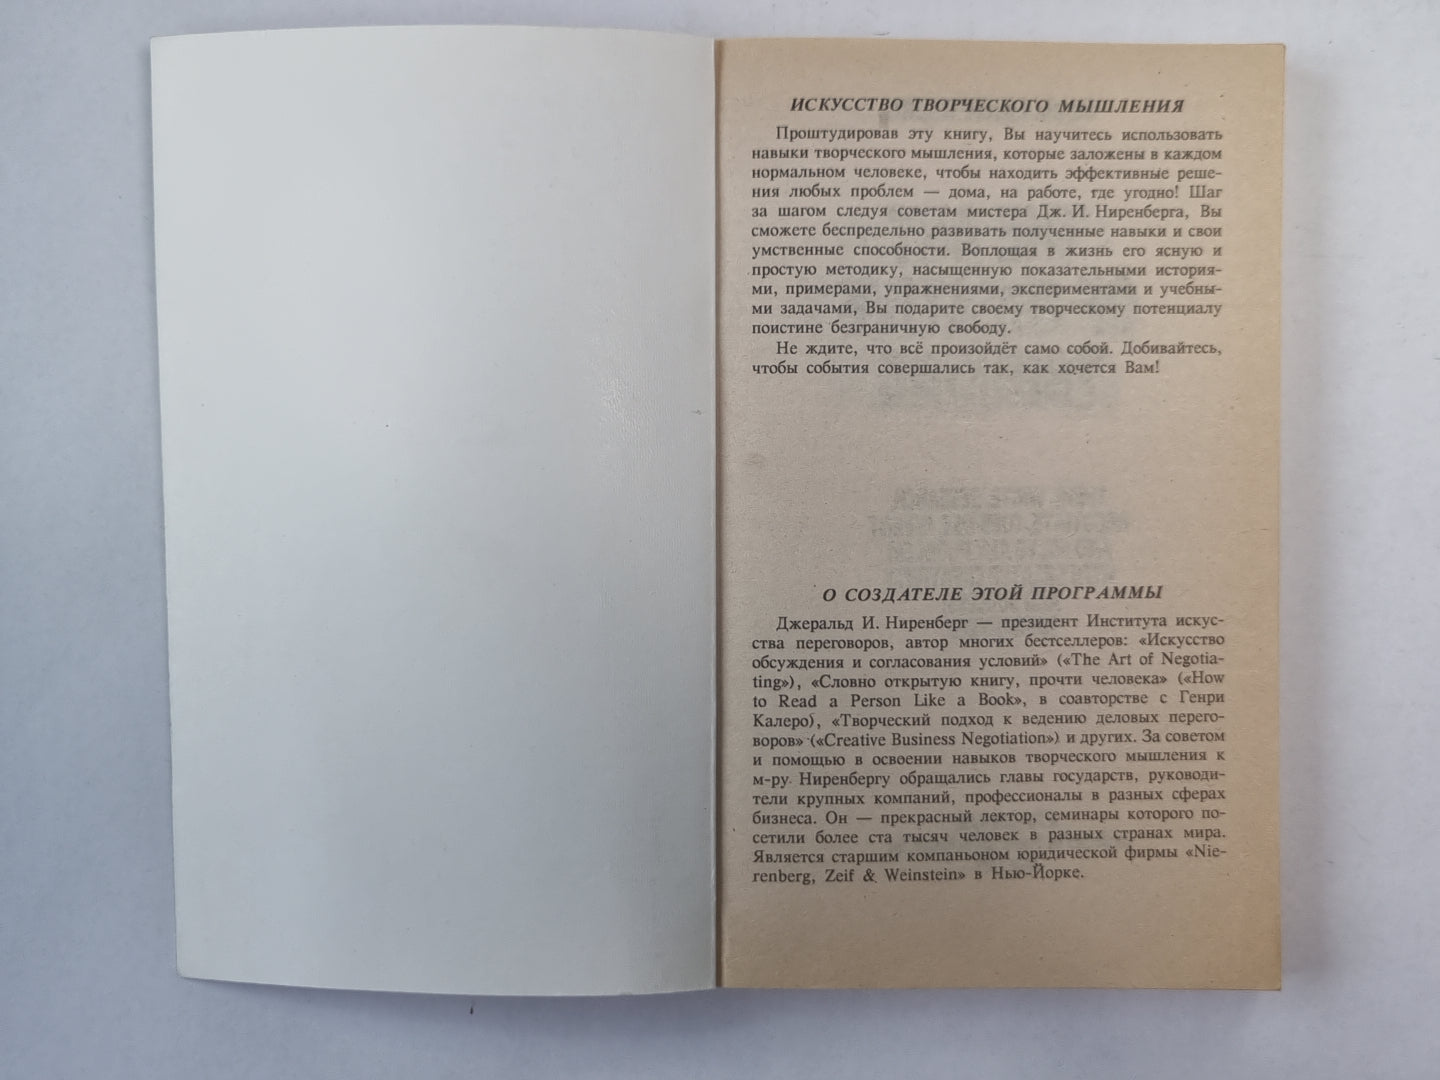 ИСКУССТВО ТВОРЧЕСКОГО МЫШЛЕНИЯ
Проштудировав эту книгу, Вы научитесь использовать
навыки творческого мышления, которые заложены в каждом
нормальном человеке, чтобы находить эффективные реше-
ния любых проблем — дома, на работе, где угодно! Шаг
за шагом следуя советам мистера Дж. И. Ниренберга, Вы
сможете беспредельно развивать полученные навыки и свои
умственные способности. Воплощая в жизнь его ясную и
простую методику, насыщенную показательными история-
ми, примерами, упражнениями, экспериментами и учебны-
ми задачами, Вы подарите своему творческому потенциалу
поистине безграничную свободу.
Не ждите, что всё произойдёт само собой. Добивайтесь,
чтобы события совершались так, как хочется Вам!
О СОЗДАТЕЛЕ ЭТОЙ ПРОГРАММЫ
Джеральд И. Ниренберг — президент Института искус-
ства переговоров, автор многих бестселлеров: «Искусство
обсуждения и согласования условий» («The Art of Negotia-
ting»), «Словно открытую книгу, прочти человека» («How
to Read a Person Like a Book», в соавторстве с Генри
Калеро), «Творческий подход к ведению деловых перего-
воров» («Creative Business Negotiation») и других. За советом
и помощью в освоении навыков творческого мышления к
м-ру Ниренбергу обращались главы государств, руководи-
тели крупных компаний, профессионалы в разных сферах
бизнеса. Он — прекрасный лектор, семинары которого по-
сетили более ста тысяч человек в разных странах мира.
Является старшим компаньоном юридической фирмы «Nie-
renberg, Zeif & Weinstein» в Нью-Йорке.